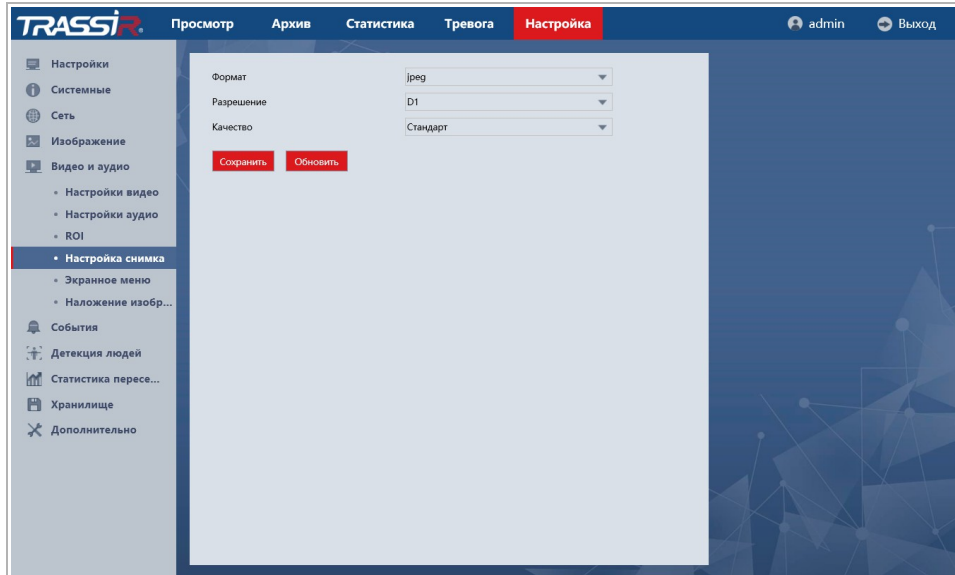 TRASSIR Просмотр Архив Статистика Тревога Настройка admin Выход
Настройки
Системные
Сеть
Изображение
Видео и аудио
Настройки видео
Настройки аудио
ROI
Настройка снимка
Экранное меню
Наложение изобр...
События
Детекция людей
Статистика пересе...
Хранилище
Дополнительно
Формат jpeg
Разрешение D1
Качество Стандарт
Сохранить Обновить